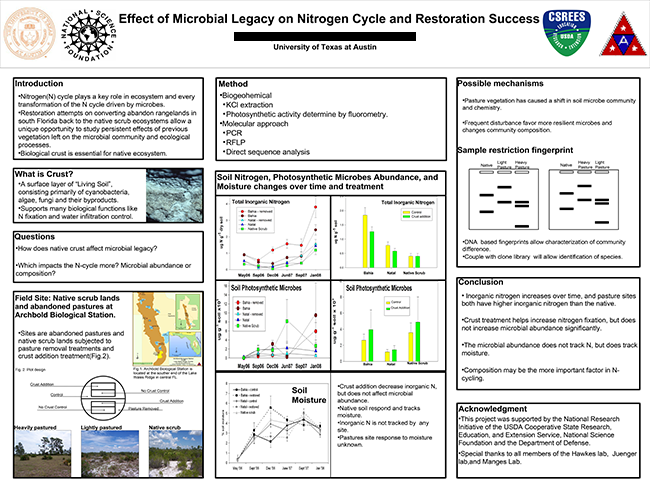 Effect of Microbial Legacy on Nitrogen Cycle and Restoration Success
University of Texas at Austin
NATIONAL SCIENCE FOUNDATION
CSREES
USDA
Introduction
•Nitrogen(N) cycle plays a key role in ecosystem and every
transformation of the N cycle driven by microbes.
•Restoration attempts on converting abandon rangelands in
south Florida back to the native scrub ecosystems allow a
unique opportunity to study persistent effects of previous
vegetation left on the microbial community and ecological
processes.
•Biological crust is essential for native ecosystem.
What is Crust?
•A surface layer of “Living Soil”,
consisting primarily of cyanobacteria,
algae, fungi and their byproducts.
•Supports many biological functions like
N fixation and water infiltration control.
Questions
•How does native crust affect microbial legacy?
•Which impacts the N-cycle more? Microbial abundance or
composition?
Field Site: Native scrub lands
and abandoned pastures at
Archbold Biological Station.
•Sites are abandoned pastures and
native scrub lands subjected to
pasture removal treatments and
crust addition treatment(Fig.2).
Fig. 2. Plot design
Fig 1. Archbold Biological Station is
located at the souther end of the Lake
Wales Ridge in central FL.
Crust Addition
Control
No Crust Control
No Crust Control
Crust Addition
Pasture Removed
Heavily pastured
Lightly pastured
Native scrub
Method
•Biogeohemical
•KCl extraction
•Photosynthetic activity determine by fluorometry.
•Molecular approach
•PCR
•RFLP
•Direct sequence analysis
Soil Nitrogen, Photosynthetic Microbes Abundance, and
Moisture changes over time and treatment
Total Inorganic Nitrogen
Bahia - removed
Bahia
Natal - removed
Natal
Native Scrub
May06 Sep06 Dec06 Jun07 Sep07 Jan08
Total Inorganic Nitrogen
Control
Crust addition
Bahia Natal Native Scrub
Soil Photosynthetic Microbes
Bahia - removed
Bahia
Natal - removed
Natal
Native Scrub
May06 Sep06 Dec06 Jun07 Sep07 Jan08
Soil Photosynthetic Microbes
Control
Crust Addition
Bahia Natal Native Scrub
Soil
Moisture
•Crust addition decrease inorganic N,
but does not affect microbial
abundance.
•Native soil respond and tracks
moisture.
•Inorganic N is not tracked by any
site.
•Pastures site response to moisture
unknown.
Possible mechanisms
•Pasture vegetation has caused a shift in soil microbe community
and chemistry.
•Frequent disturbance favor more resilient microbes and
changes community composition.
Sample restriction fingerprint
Native Light Pasture Heavy Pasture
Native Heavy Pasture Light Pasture
•DNA based fingerprints allow characterization of community
difference.
•Couple with clone library will allow identification of species.
Conclusion
• Inorganic nitrogen increases over time, and pasture sites
both have higher inorganic nitrogen than the native.
•Crust treatment helps increase nitrogen fixation, but does
not increase microbial abundance significantly.
•The microbial abundance does not track N, but does track
moisture.
•Composition may be the more important factor in N-
cycling.
Acknowledgment
•This project was supported by the National Research
Initiative of the USDA Cooperative State Research,
Education, and Extension Service, National Science
Foundation and the Department of Defense.
•Special thanks to all members of the Hawkes lab, Juenger
lab,and Manges Lab.